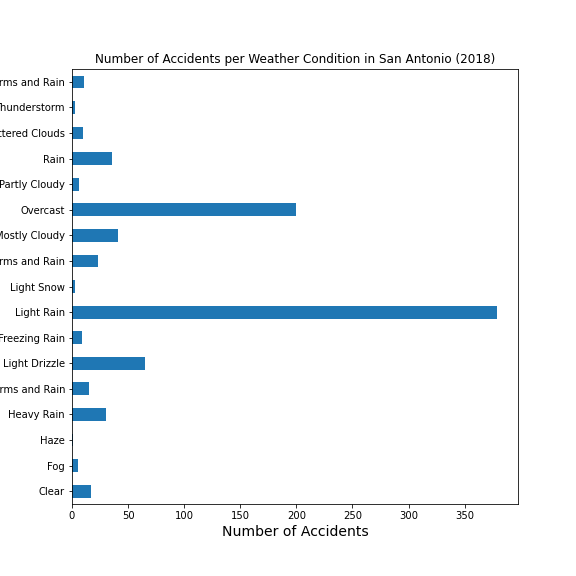 Number of Accidents per Weather Condition in San Antonio (2018)
rms and Rain
hunderstorm
ttered Clouds
Rain
Partly Cloudy
Overcast
Mostly Cloudy
rms and Rain
Light Snow
Light Rain
Freezing Rain
Light Drizzle
rms and Rain
Heavy Rain
Haze
Fog
Clear
0 50 100 150 200 250 300 350
Number of Accidents